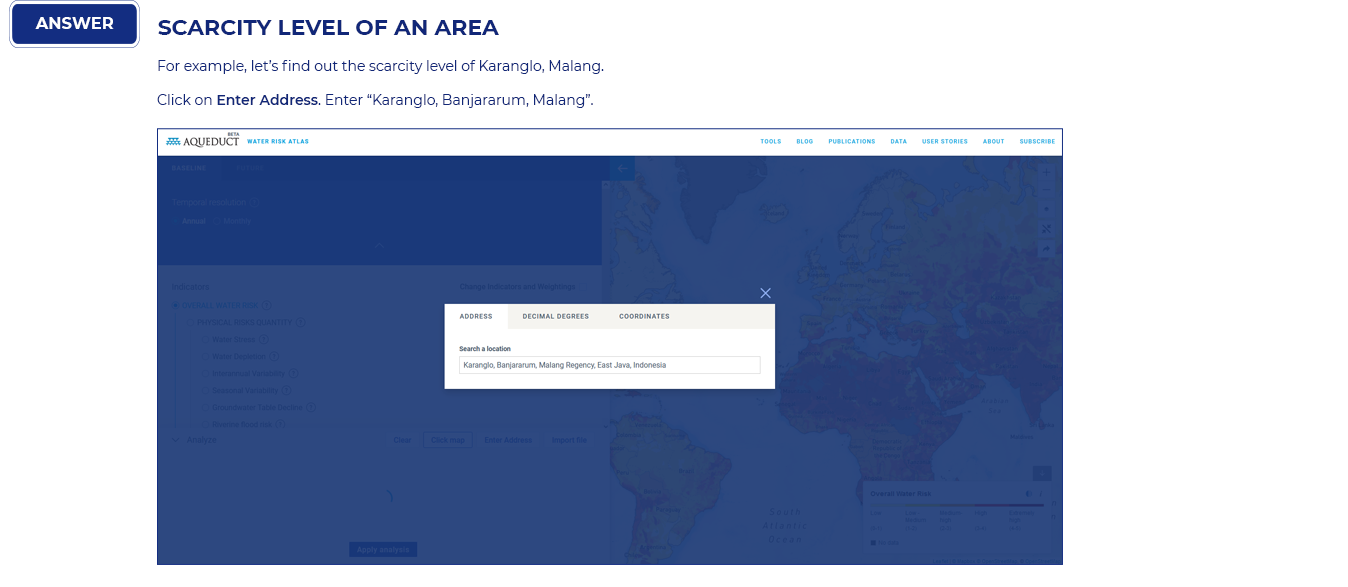 ANSWER
SCARCITY LEVEL OF AN AREA
For example, let’s find out the scarcity level of Karanglo, Malang.
Click on Enter Address. Enter “Karanglo, Banjararum, Malang”.
BETA
AQUEDUCT WATER RISK ATLAS
TOOLS BLOG PUBLICATIONS DATA USER STORIES ABOUT SUBSCRIBE
BASELINE
Temporal resolution
Annual Monthly
Indicators Change Indicators and Weightings
OVERALL WATER RISK
PHYSICAL RISKS QUANTITY
Water Stress
Water Depletion
Interannual Variability
Seasonal Variability
Groundwater Table Decline
ADDRESS DECIMAL DEGREES COORDINATES
Search a location
Karanglo, Banjararum, Malang Regency, East Java, Indonesia
Analysis Clear Click map Enter Address Import file
Apply analysis
South
Atlantic
Ocean
Overall Water Risk
Low High
No data